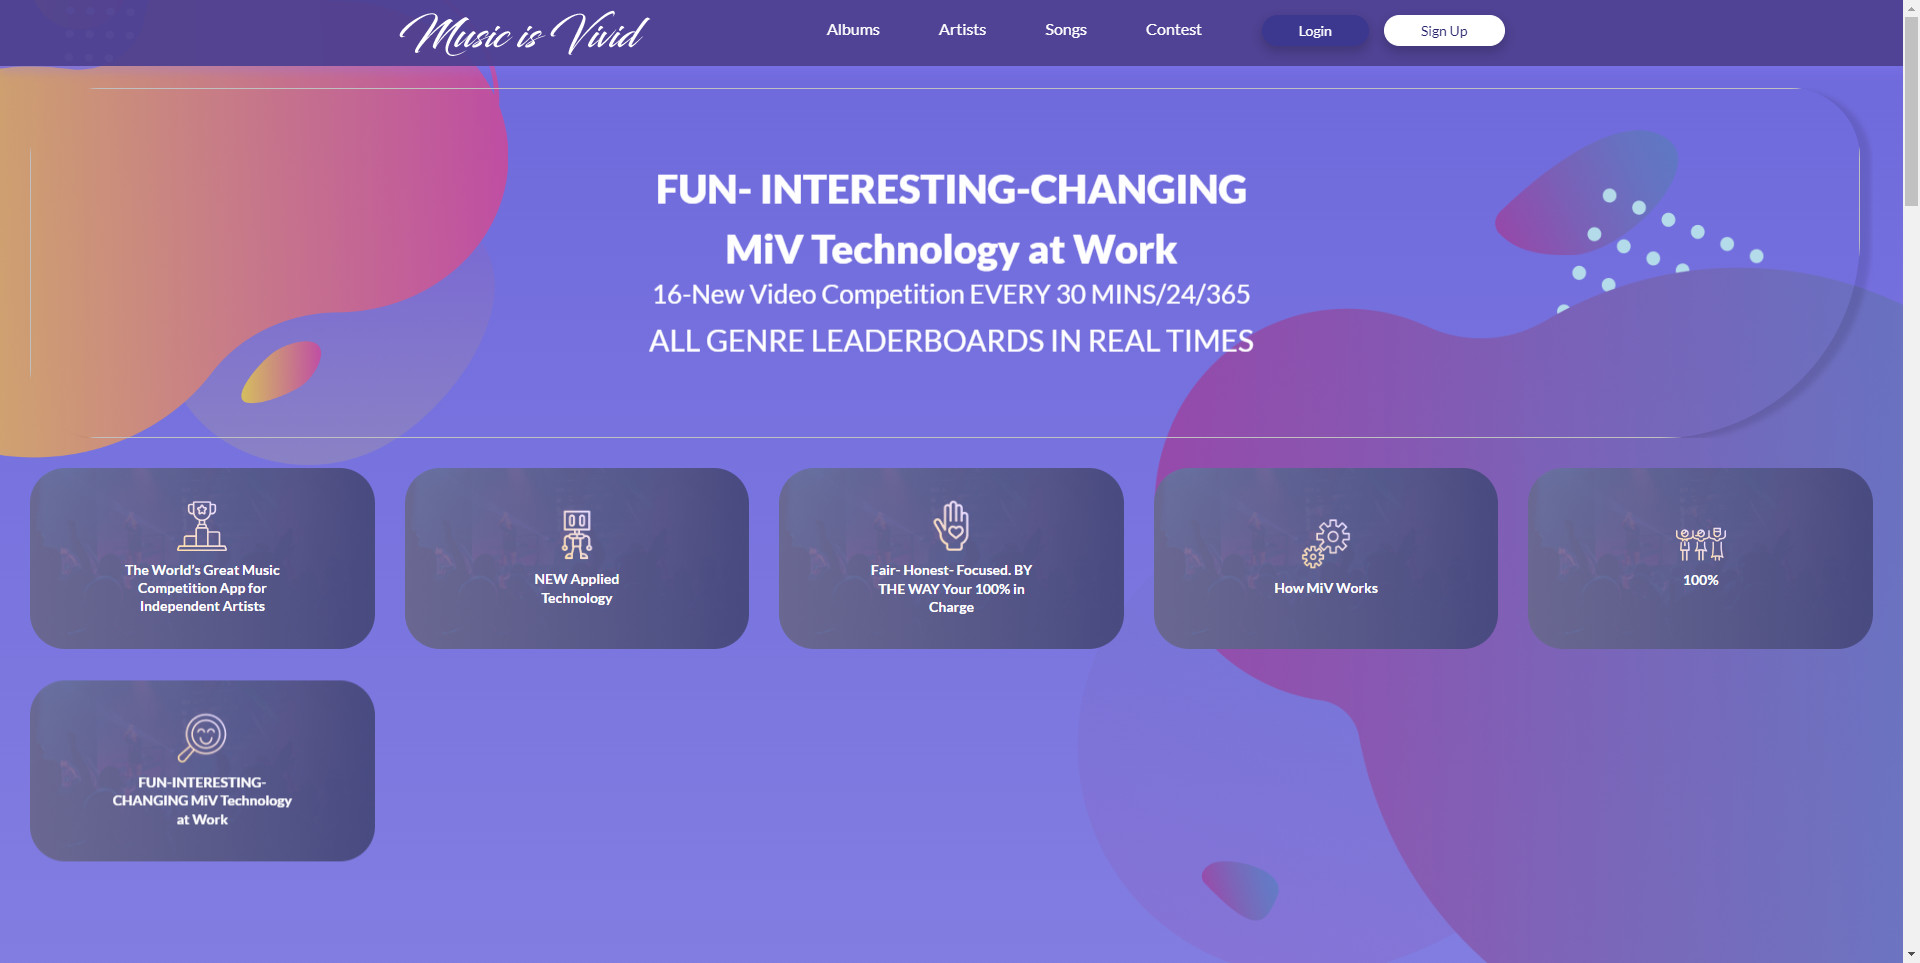 Music is Vivid
Albums
Artists
Songs
Contest
Login
Sign Up
FUN- INTERESTING-CHANGING
MiV Technology at Work
16-New Video Competition EVERY 30 MINS/24/365
ALL GENRE LEADERBOARDS IN REAL TIMES
The World's Great Music
Competition App for
Independent Artists
NEW Applied
Technology
Fair- Honest- Focused. BY
THE WAY Your 100% in
Charge
How MiV Works
100%
FUN-INTERESTING-
CHANGING MiV Technology
at Work